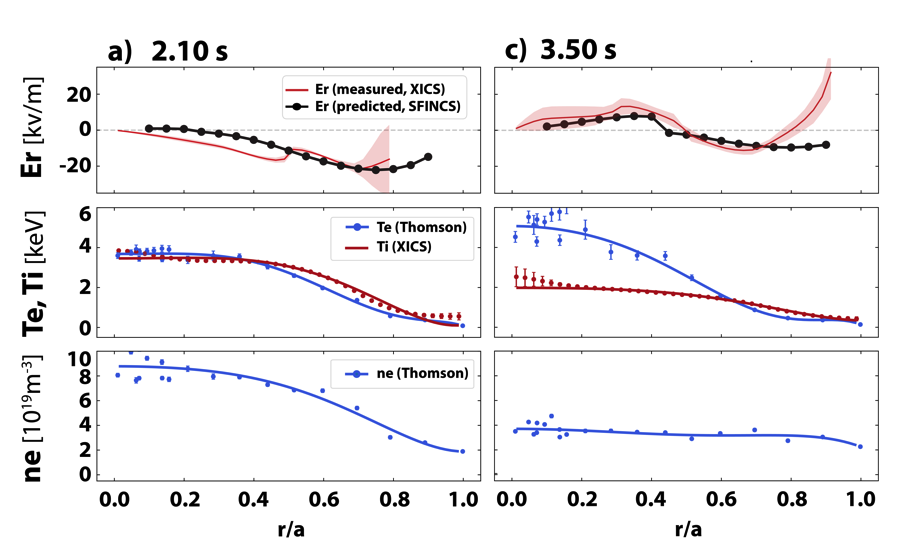 a) 2.10 s
c) 3.50 s
Er [kv/m]
20
0
-20
Er (measured, XICS)
Er (predicted, SFINCS)
Te, Ti [keV]
6
4
2
0
Te (Thomson)
Ti (XICS)
ne [10¹⁹m⁻³]
10
8
6
4
2
0
ne (Thomson)
0.0 0.2 0.4 0.6 0.8 1.0
0.0 0.2 0.4 0.6 0.8 1.0
r/a
r/a